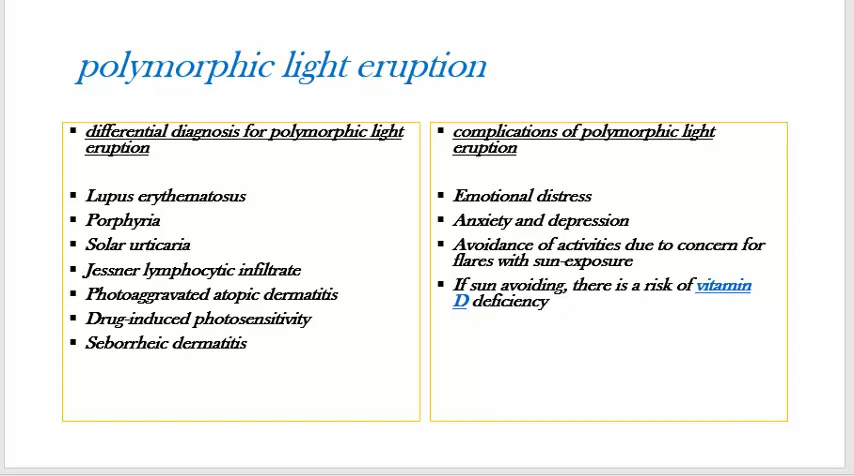 polymorphic light eruption
▪ differential diagnosis for polymorphic light
eruption
▪ Lupus erythematosus
▪ Porphyria
▪ Solar urticaria
▪ Jessner lymphocytic infiltrate
▪ Photoaggravated atopic dermatitis
▪ Drug-induced photosensitivity
▪ Seborrheic dermatitis
▪ complications of polymorphic light
eruption
▪ Emotional distress
▪ Anxiety and depression
▪ Avoidance of activities due to concern for
flares with sun-exposure
▪ If sun avoiding, there is a risk of vitamin
D deficiency